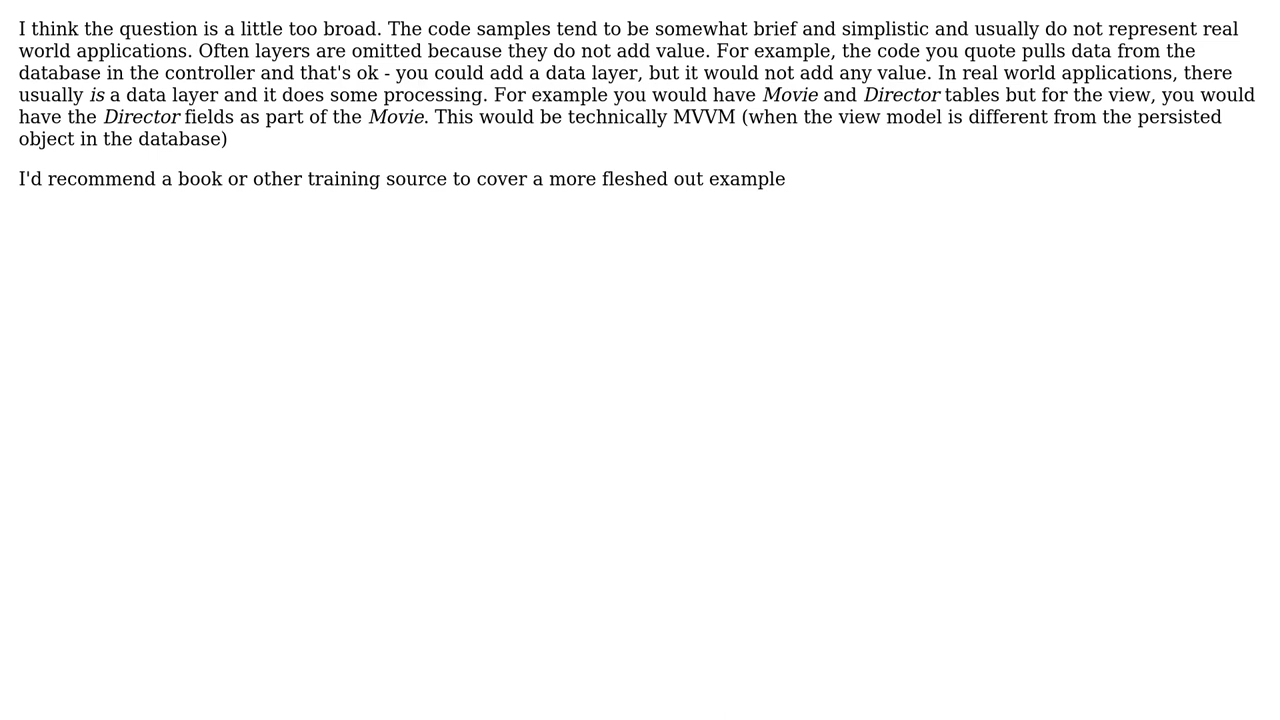 I think the question is a little too broad. The code samples tend to be somewhat brief and simplistic and usually do not represent real
world applications. Often layers are omitted because they do not add value. For example, the code you quote pulls data from the
database in the controller and that's ok - you could add a data layer, but it would not add any value. In real world applications, there
usually is a data layer and it does some processing. For example you would have Movie and Director tables but for the view, you would
have the Director fields as part of the Movie. This would be technically MVVM (when the view model is different from the persisted
object in the database)
I'd recommend a book or other training source to cover a more fleshed out example